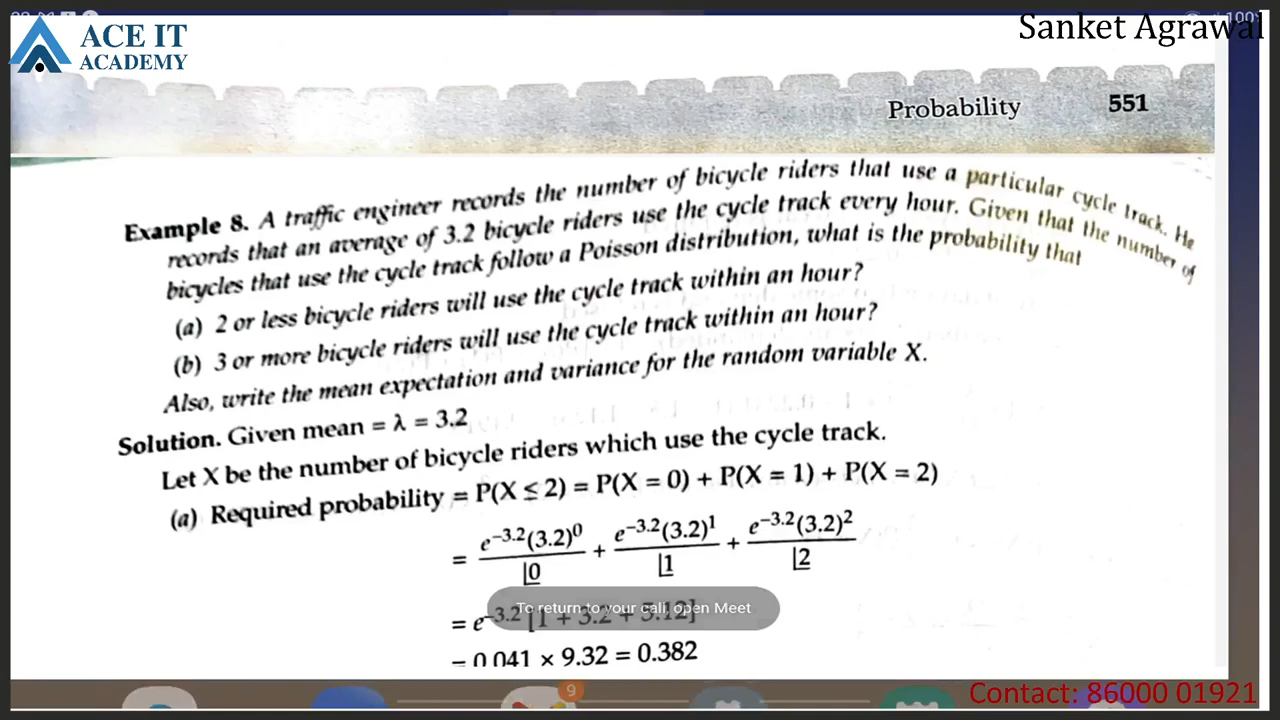 ACE IT
ACADEMY
Sanket Agrawal
Probability 551
Example 8. A traffic engineer records the number of bicycle riders that use a particular cycle track. He
records that an average of 3.2 bicycle riders use the cycle track every hour. Given that the number of
bicycles that use the cycle track follow a Poisson distribution, what is the probability that
(a) 2 or less bicycle riders will use the cycle track within an hour?
(b) 3 or more bicycle riders will use the cycle track within an hour?
Also, write the mean expectation and variance for the random variable X.
Solution. Given mean = λ = 3.2
Let X be the number of bicycle riders which use the cycle track.
(a) Required probability = P(X ≤ 2) = P(X = 0) + P(X = 1) + P(X = 2)
= e^–3.2(3.2)^0 / |0 + e^–3.2(3.2)^1 / |1 + e^–3.2(3.2)^2 / |2
To return to your call, open Meet
= e^–3.2 [1 + 3.2 + 5.12]
= 0.041 × 9.32 = 0.382
9
Contact: 86000 01921